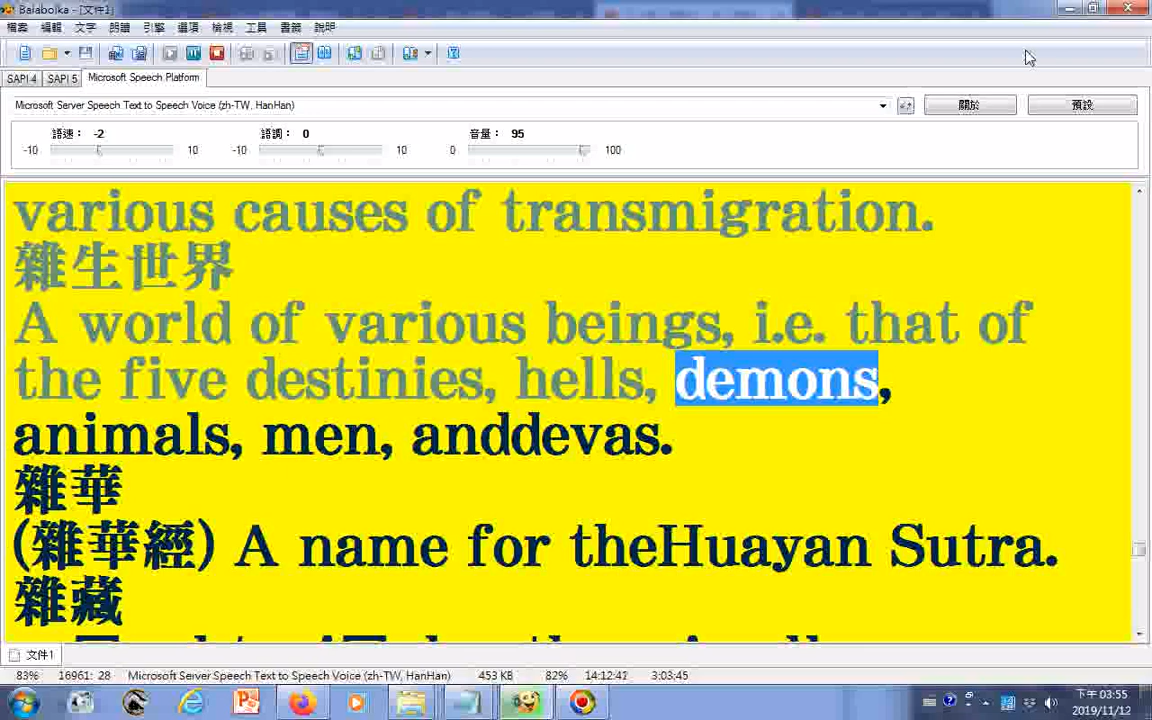 Balabolka - [文件1]
檔案 編輯 文字 朗讀 引擎 選項 檢視 工具 書籤 說明
SAPI 4 SAPI 5 Microsoft Speech Platform
Microsoft Server Speech Text to Speech Voice (zh-TW, HanHan)
關於 預設
語速： -2 語調： 0 音量： 95
-10 10 -10 10 0 100
various causes of transmigration.
雜生世界
A world of various beings, i.e. that of
the five destinies, hells, demons,
animals, men, anddevas.
雜華
(雜華經) A name for theHuayan Sutra.
雜藏
文件1
83% 16961: 28 Microsoft Server Speech Text to Speech Voice (zh-TW, HanHan) 453 KB 82% 14:12:42 3:03:45
下午 03:55
2019/11/12